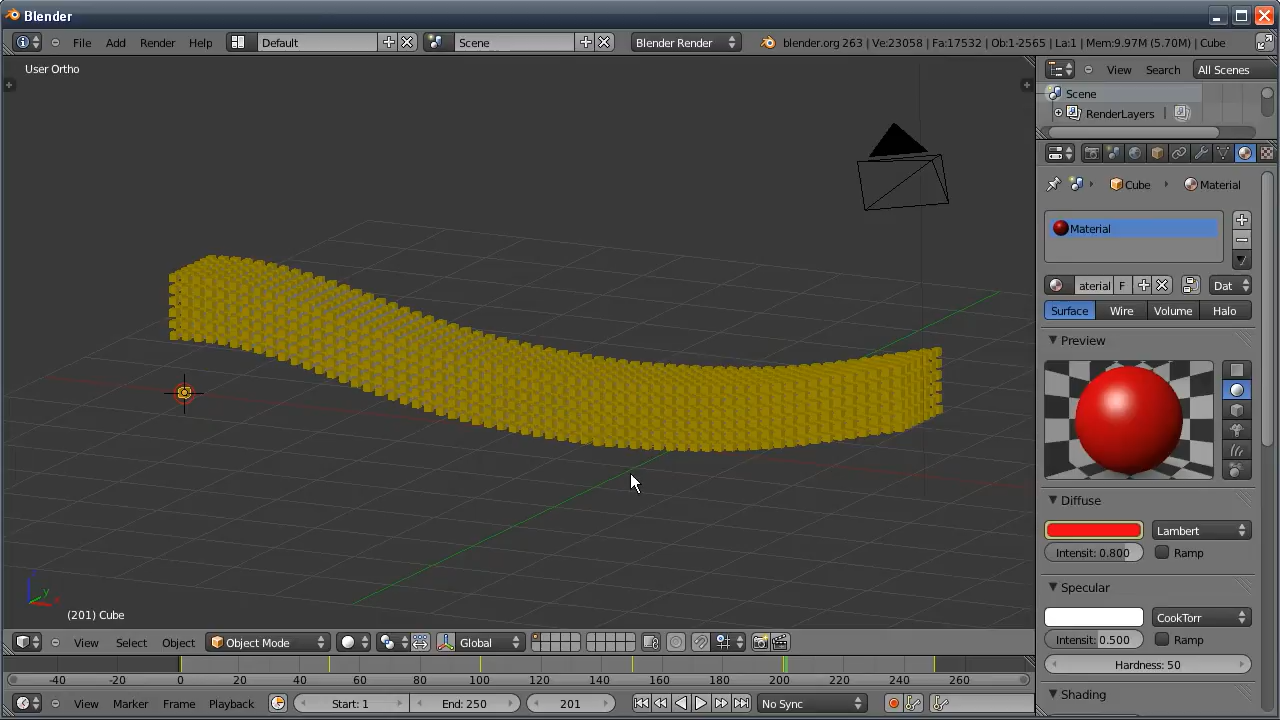 Blender
File Add Render Help Default Scene Blender Render blender.org 263 | Ve:23058 | Fa:17532 | Ob:1-2565 | La:1 | Mem:9.97M (5.70M) | Cube
User Ortho
View Search All Scenes
Scene
RenderLayers
Cube Material
Material
aterial F Dat
Surface Wire Volume Halo
Preview
Diffuse
Lambert
Intensit: 0.800 Ramp
Specular
CookTorr
Intensit: 0.500 Ramp
Hardness: 50
Shading
y x
(201) Cube
View Select Object Object Mode Global
-40 -20 0 20 40 60 80 100 120 140 160 180 200 220 240 260
View Marker Frame Playback Start: 1 End: 250 201 No Sync